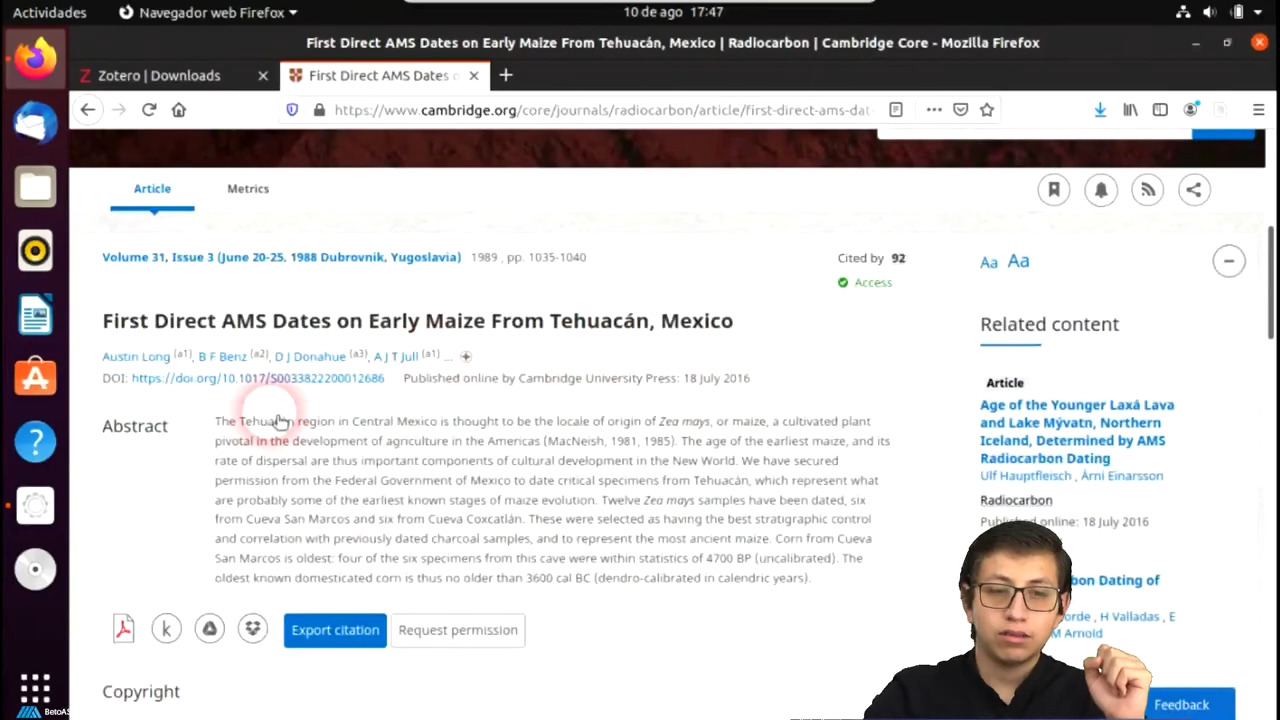 Actividades Navegador web Firefox 10 de ago 17:47
First Direct AMS Dates on Early Maize From Tehuacán, Mexico | Radiocarbon | Cambridge Core - Mozilla Firefox
Zotero | Downloads
First Direct AMS Dates o
https://www.cambridge.org/core/journals/radiocarbon/article/first-direct-ams-dat
Article Metrics
Volume 31, Issue 3 (June 20-25, 1988 Dubrovnik, Yugoslavia) 1989 , pp. 1035-1040
Cited by 92
Access
First Direct AMS Dates on Early Maize From Tehuacán, Mexico
Austin Long (a1), B F Benz (a2), D J Donahue (a3), A J T Jull (a1) ...
DOI: https://doi.org/10.1017/S0033822200012686 Published online by Cambridge University Press: 18 July 2016
Abstract
The Tehuacán region in Central Mexico is thought to be the locale of origin of Zea mays, or maize, a cultivated plant
pivotal in the development of agriculture in the Americas (MacNeish, 1981, 1985). The age of the earliest maize, and its
rate of dispersal are thus important components of cultural development in the New World. We have secured
permission from the Federal Government of Mexico to date critical specimens from Tehuacán, which represent what
are probably some of the earliest known stages of maize evolution. Twelve Zea mays samples have been dated, six
from Cueva San Marcos and six from Cueva Coxcatlán. These were selected as having the best stratigraphic control
and correlation with previously dated charcoal samples, and to represent the most ancient maize. Corn from Cueva
San Marcos is oldest: four of the six specimens from this cave were within statistics of 4700 BP (uncalibrated). The
oldest known domesticated corn is thus no older than 3600 cal BC (dendro-calibrated in calendric years).
Export citation Request permission
Copyright
Aa Aa
Related content
Article
Age of the Younger Laxá Lava
and Lake Mývatn, Northern
Iceland, Determined by AMS
Radiocarbon Dating
Ulf Hauptfleisch , Árni Einarsson
Radiocarbon
Published online: 18 July 2016
bon Dating of
orde , H Valladas , E
M Arnold
Feedback
BetoAS